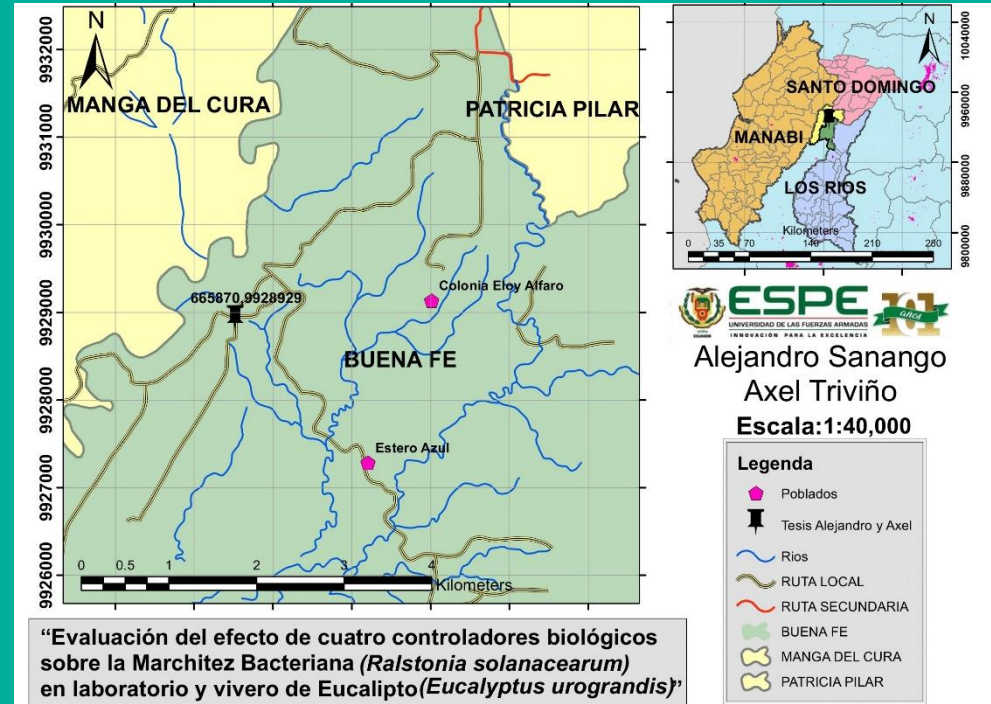 N
9932000
9931000
9930000
9929000
9928000
9927000
9926000
MANGA DEL CURA
PATRICIA PILAR
665870,9928929
Colonia Eloy Alfaro
BUENA FE
Estero Azul
0 0.5 1 2 3 4
Kilometers
N
SANTO DOMINGO
MANABI
LOS RIOS
Kilometers
0 35 70 140 210 280
10040000
9960000
9880000
9800000
ESPE
UNIVERSIDAD DE LAS FUERZAS ARMADAS
INNOVACIÓN PARA LA EXCELENCIA
101
años
Alejandro Sanango
Axel Triviño
Escala:1:40,000
Legenda
Poblados
Tesis Alejandro y Axel
Rios
RUTA LOCAL
RUTA SECUNDARIA
BUENA FE
MANGA DEL CURA
PATRICIA PILAR
“Evaluación del efecto de cuatro controladores biológicos
sobre la Marchitez Bacteriana (Ralstonia solanacearum)
en laboratorio y vivero de Eucalipto(Eucalyptus urograndis)”